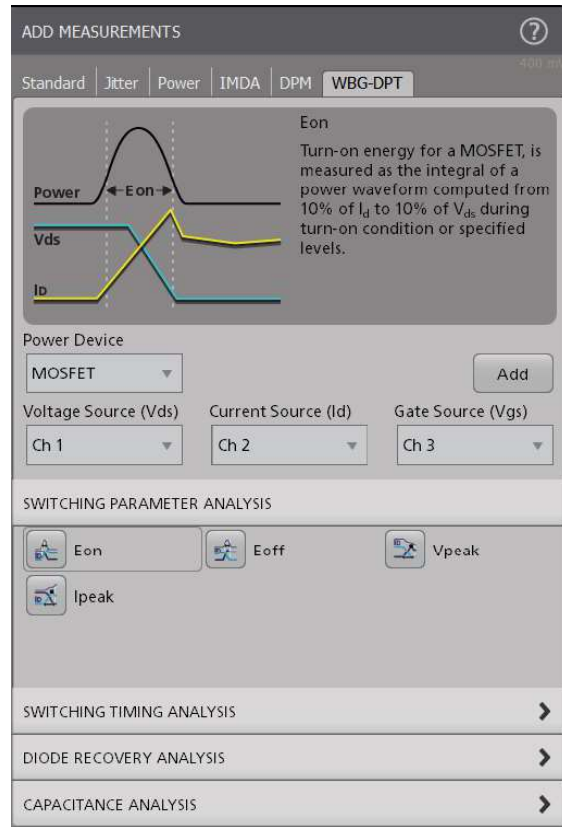 ADD MEASUREMENTS
?
400 m
Standard Jitter Power IMDA DPM WBG-DPT
Eon
Turn-on energy for a MOSFET, is
measured as the integral of a
power waveform computed from
10% of Id to 10% of Vds during
turn-on condition or specified
levels.
Power
Eon
Vds
ID
Power Device
MOSFET
Add
Voltage Source (Vds) Current Source (Id) Gate Source (Vgs)
Ch 1 Ch 2 Ch 3
SWITCHING PARAMETER ANALYSIS
Eon Eoff Vpeak
Ipeak
SWITCHING TIMING ANALYSIS
DIODE RECOVERY ANALYSIS
CAPACITANCE ANALYSIS